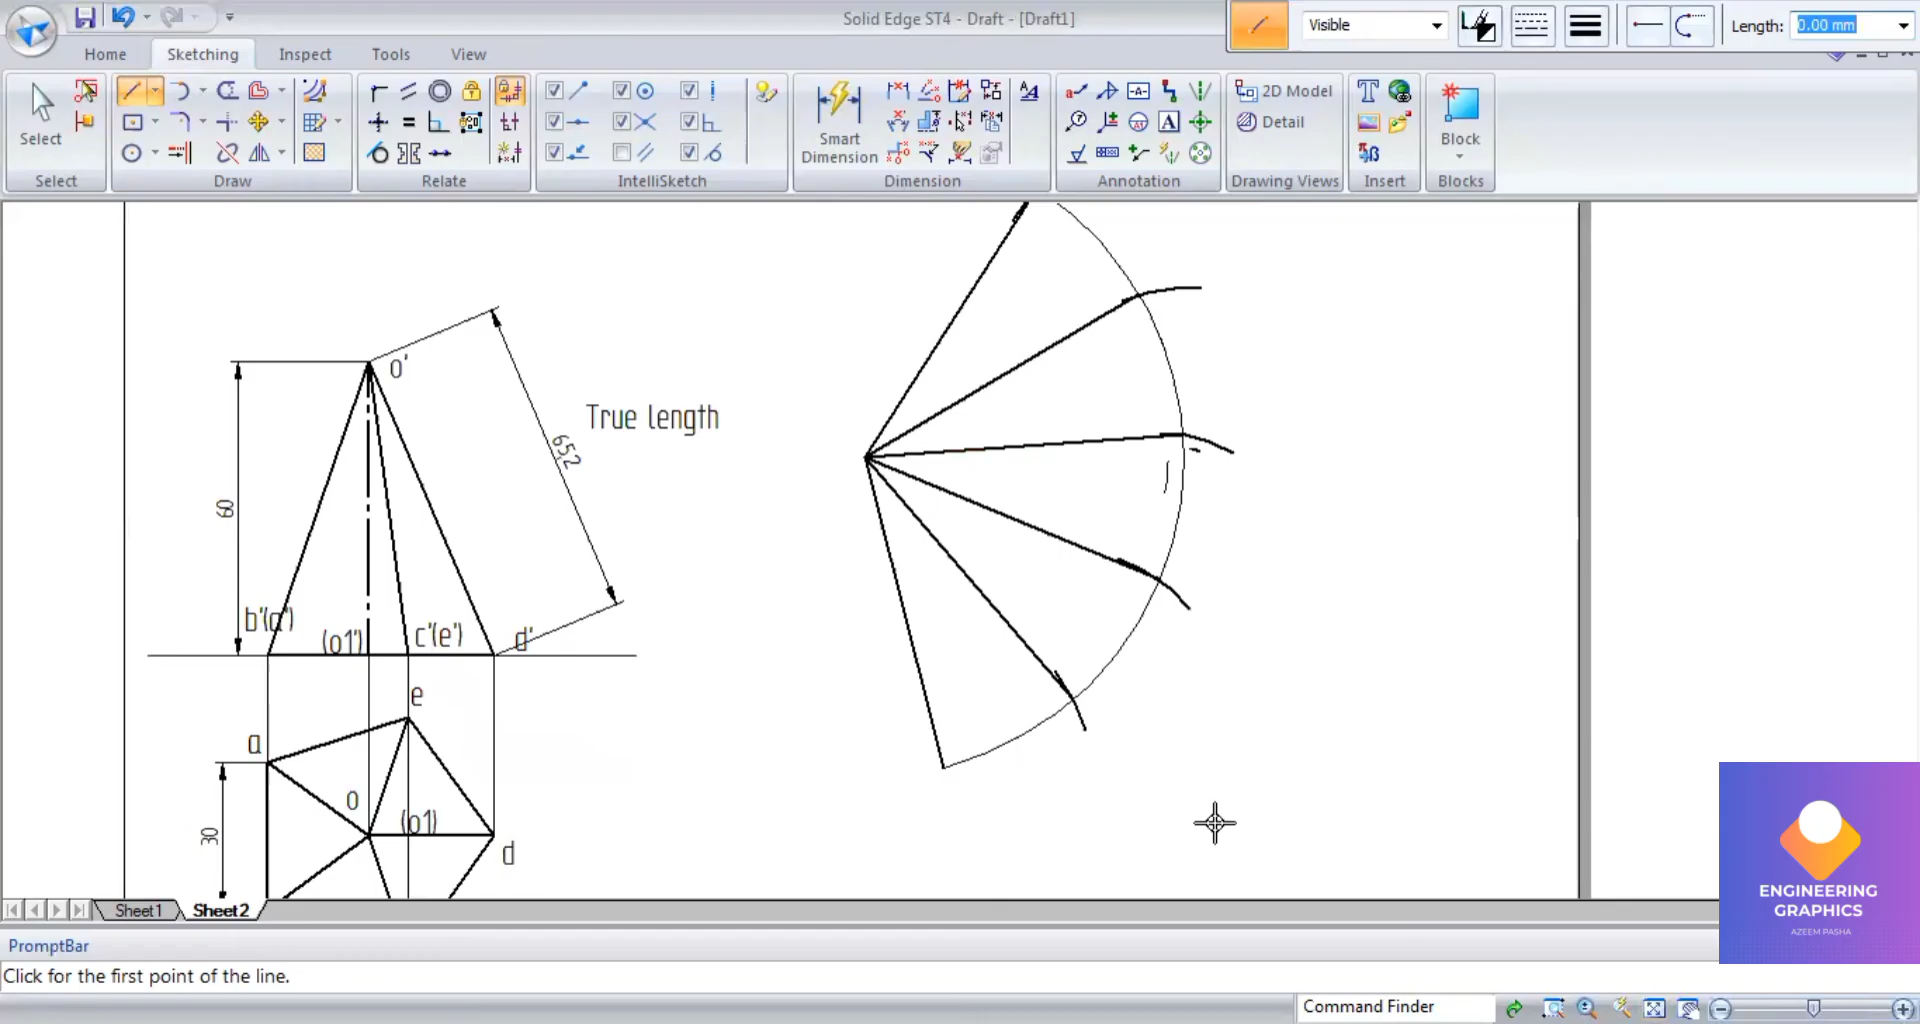 Solid Edge ST4 - Draft - [Draft1]
Visible
Length:
0.00 mm
Home
Sketching
Inspect
Tools
View
Select
Smart
Dimension
2D Model
Detail
Block
Select
Draw
Relate
IntelliSketch
Dimension
Annotation
Drawing Views
Insert
Blocks
o'
True length
65,2
60
b'(a')
(o1')
c'(e')
d'
e
a
o
(o1)
30
d
Sheet1
Sheet2
ENGINEERING
GRAPHICS
AZEEM PASHA
PromptBar
Click for the first point of the line.
Command Finder